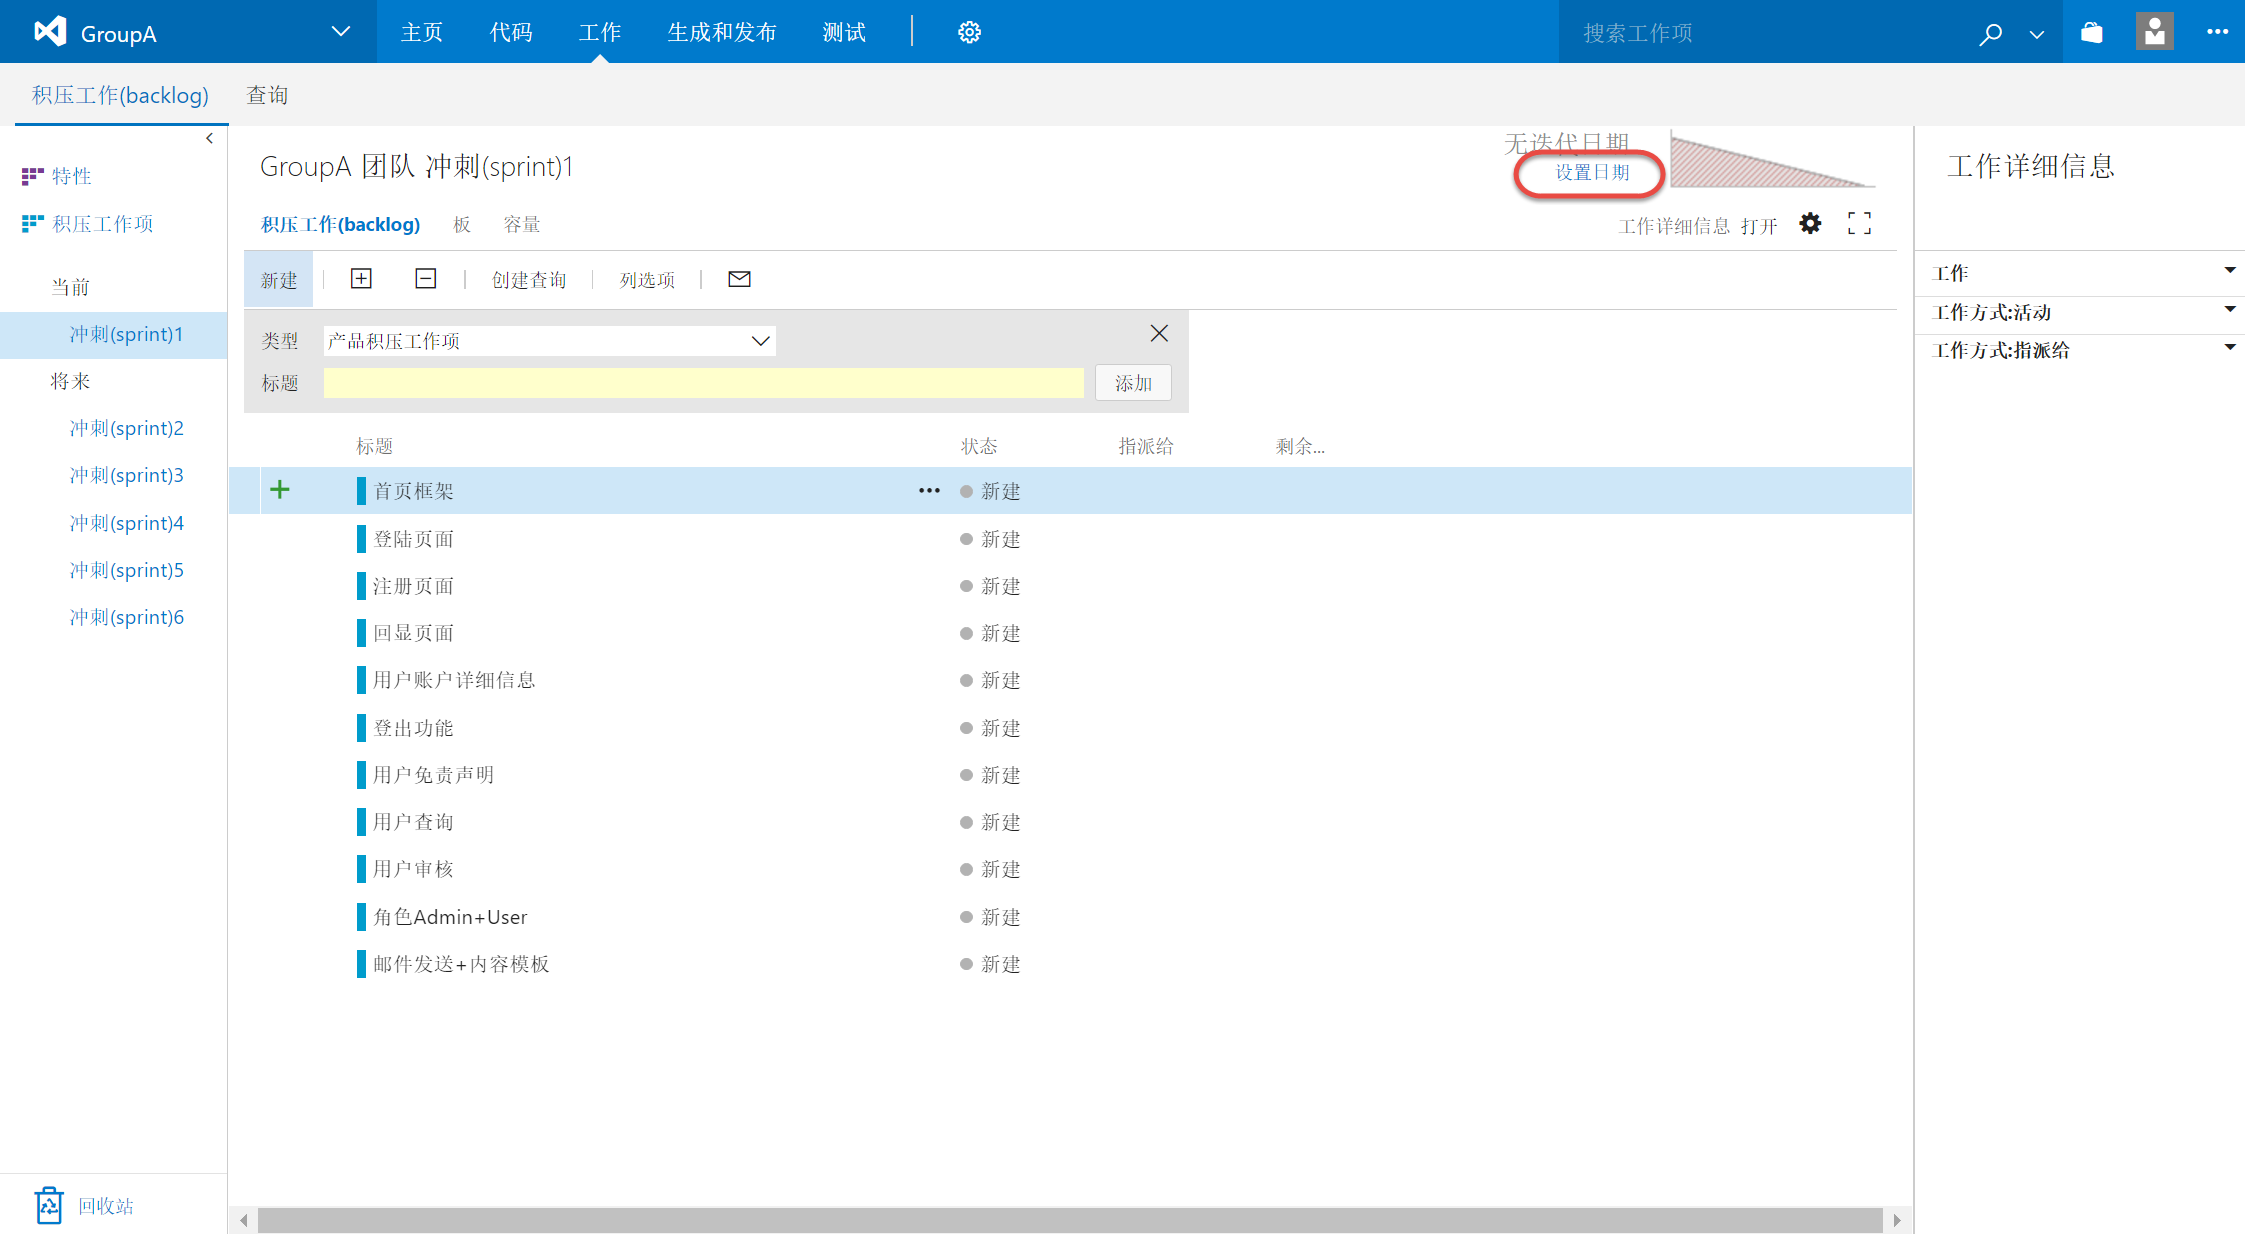 GroupA 主页 代码 工作 生成和发布 测试 搜索工作项
积压工作(backlog) 查询
特性
积压工作项
当前
冲刺(sprint)1
将来
冲刺(sprint)2
冲刺(sprint)3
冲刺(sprint)4
冲刺(sprint)5
冲刺(sprint)6
回收站
GroupA 团队 冲刺(sprint)1
无迭代日期
设置日期
积压工作(backlog) 板 容量
工作详细信息 打开
新建 创建查询 列选项
类型 产品积压工作项
标题 添加
标题 状态 指派给 剩余...
首页框架 ••• 新建
登陆页面 新建
注册页面 新建
回显页面 新建
用户账户详细信息 新建
登出功能 新建
用户免责声明 新建
用户查询 新建
用户审核 新建
角色Admin+User 新建
邮件发送+内容模板 新建
工作详细信息
工作
工作方式:活动
工作方式:指派给